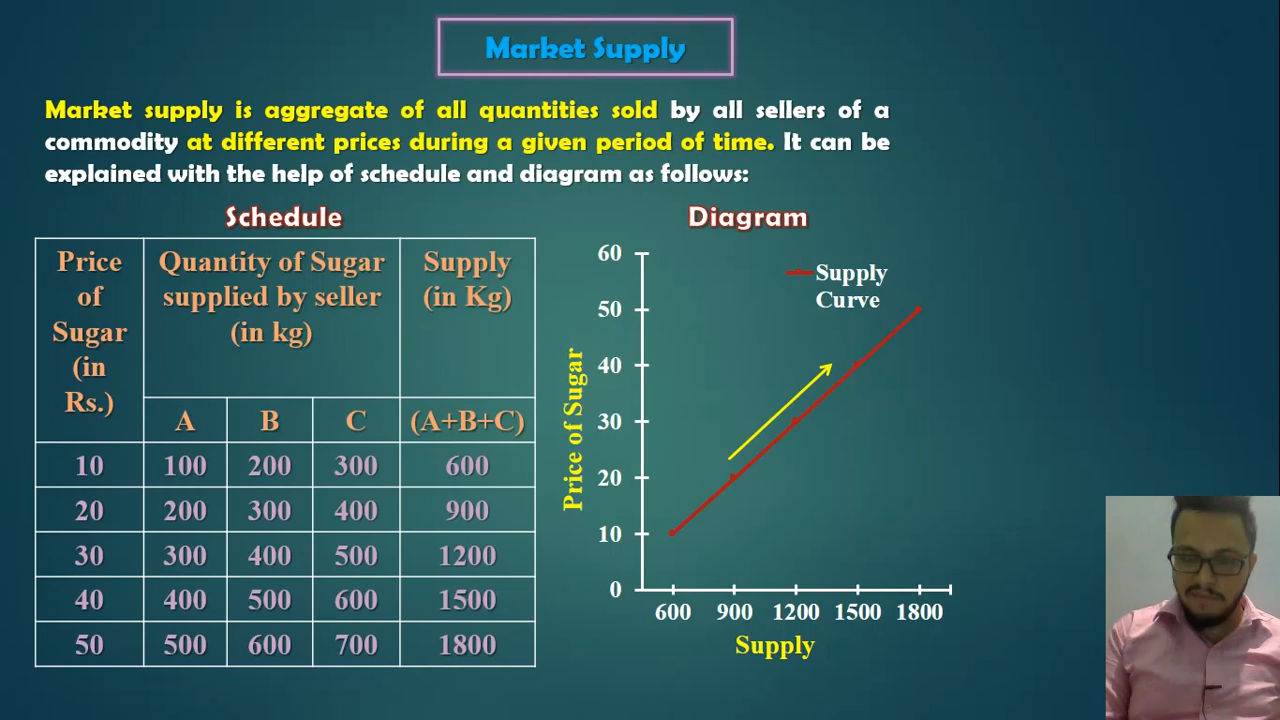 Market Supply
Market supply is aggregate of all quantities sold by all sellers of a
commodity at different prices during a given period of time. It can be
explained with the help of schedule and diagram as follows:
Schedule
Price of Sugar (in Rs.) Quantity of Sugar supplied by seller (in kg) Supply (in Kg)
A B C (A+B+C)
10 100 200 300 600
20 200 300 400 900
30 300 400 500 1200
40 400 500 600 1500
50 500 600 700 1800
Diagram
Supply
Curve
Price of Sugar
60
50
40
30
20
10
0
600 900 1200 1500 1800
Supply